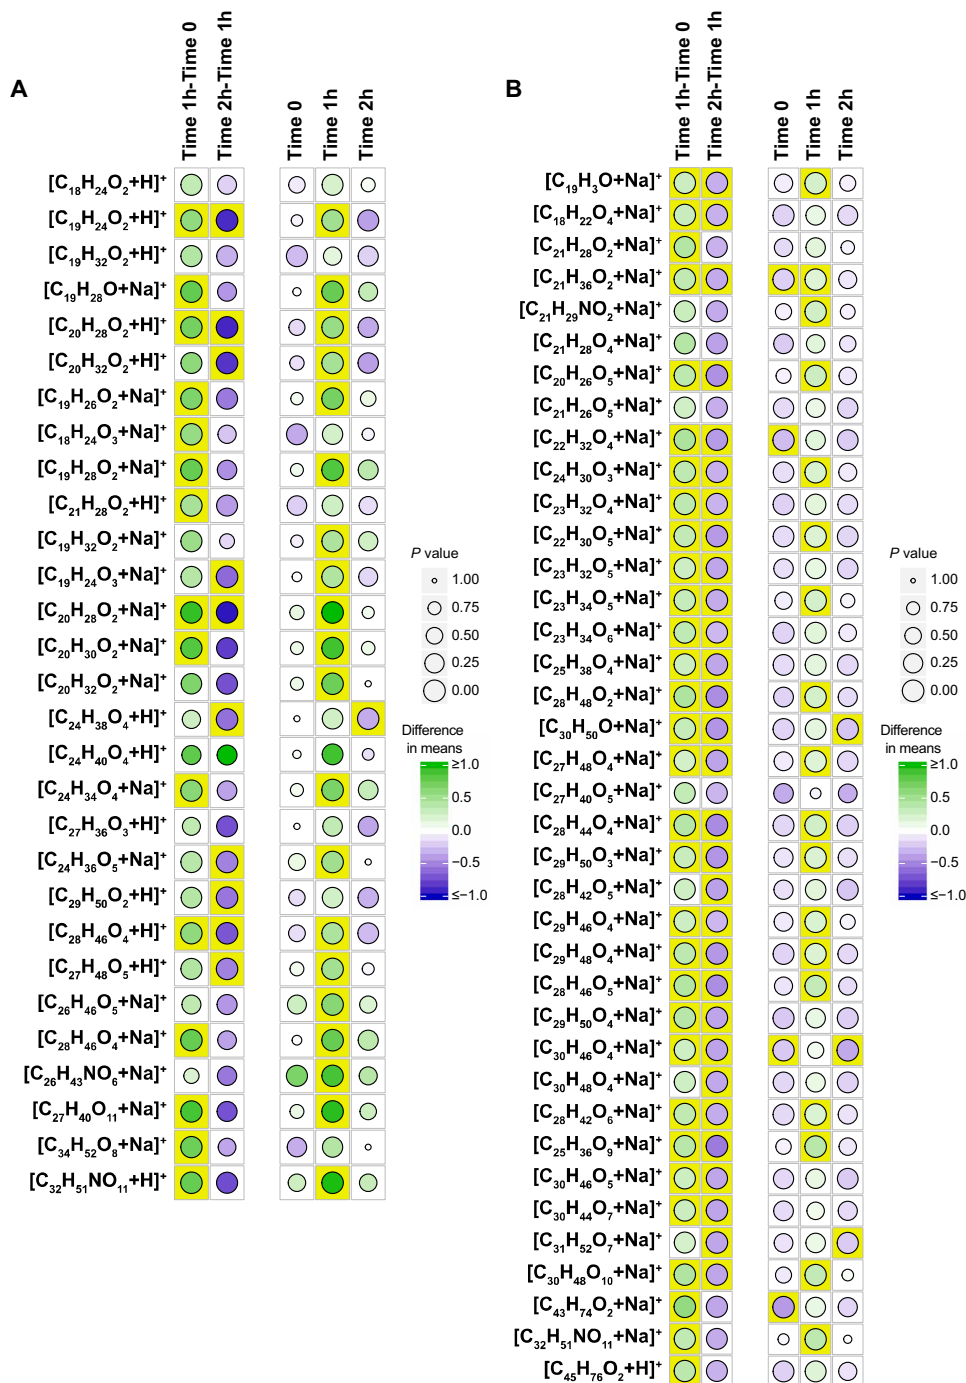 A
Time 1h-Time 0
Time 2h-Time 1h
Time 0
Time 1h
Time 2h
[C18H24O2+H]+
[C19H24O2+H]+
[C19H32O2+H]+
[C19H28O+Na]+
[C20H28O2+H]+
[C20H32O2+H]+
[C19H26O2+Na]+
[C18H24O3+Na]+
[C19H28O2+Na]+
[C21H28O2+H]+
[C19H32O2+Na]+
[C19H24O3+Na]+
[C20H28O2+Na]+
[C20H30O2+Na]+
[C20H32O2+Na]+
[C24H38O4+H]+
[C24H40O4+H]+
[C24H34O4+Na]+
[C27H36O3+H]+
[C24H36O5+Na]+
[C29H50O2+H]+
[C28H46O4+H]+
[C27H48O5+H]+
[C26H46O5+Na]+
[C28H46O4+Na]+
[C26H43NO6+Na]+
[C27H40O11+Na]+
[C34H52O8+Na]+
[C32H51NO11+H]+
P value
1.00
0.75
0.50
0.25
0.00
Difference
in means
≥1.0
0.5
0.0
−0.5
≤−1.0
B
Time 1h-Time 0
Time 2h-Time 1h
Time 0
Time 1h
Time 2h
[C19H3O+Na]+
[C18H22O4+Na]+
[C21H28O2+Na]+
[C21H36O2+Na]+
[C21H29NO2+Na]+
[C21H28O4+Na]+
[C20H26O5+Na]+
[C21H26O5+Na]+
[C22H32O4+Na]+
[C24H30O3+Na]+
[C23H32O4+Na]+
[C22H30O5+Na]+
[C23H32O5+Na]+
[C23H34O5+Na]+
[C23H34O6+Na]+
[C25H38O4+Na]+
[C28H48O2+Na]+
[C30H50O+Na]+
[C27H48O4+Na]+
[C27H40O5+Na]+
[C28H44O4+Na]+
[C29H50O3+Na]+
[C28H42O5+Na]+
[C29H46O4+Na]+
[C29H48O4+Na]+
[C28H46O5+Na]+
[C29H50O4+Na]+
[C30H46O4+Na]+
[C30H48O4+Na]+
[C28H42O6+Na]+
[C25H36O9+Na]+
[C30H46O5+Na]+
[C30H44O7+Na]+
[C31H52O7+Na]+
[C30H48O10+Na]+
[C43H74O2+Na]+
[C32H51NO11+Na]+
[C45H76O2+H]+
P value
1.00
0.75
0.50
0.25
0.00
Difference
in means
≥1.0
0.5
0.0
−0.5
≤−1.0